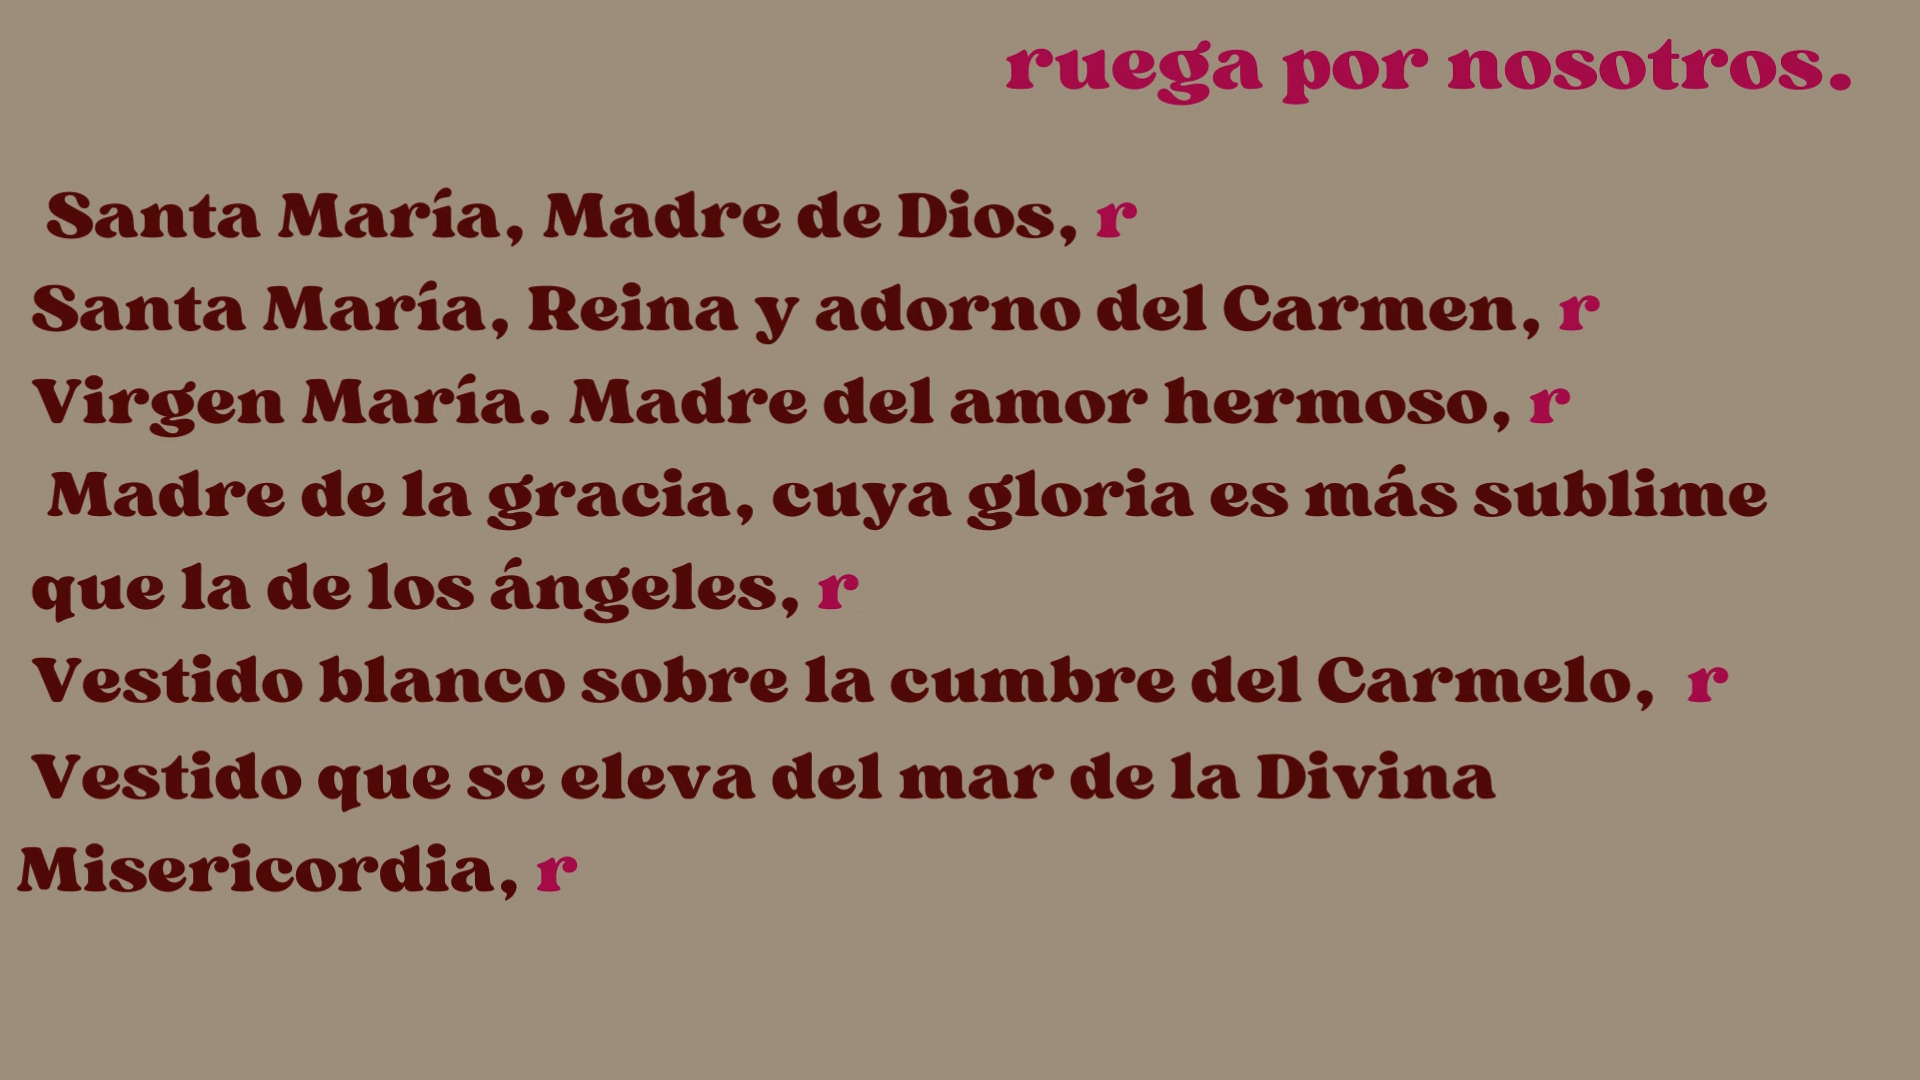 ruega por nosotros.
Santa María, Madre de Dios, r
Santa María, Reina y adorno del Carmen, r
Virgen María. Madre del amor hermoso, r
Madre de la gracia, cuya gloria es más sublime
que la de los ángeles, r
Vestido blanco sobre la cumbre del Carmelo, r
Vestido que se eleva del mar de la Divina
Misericordia, r